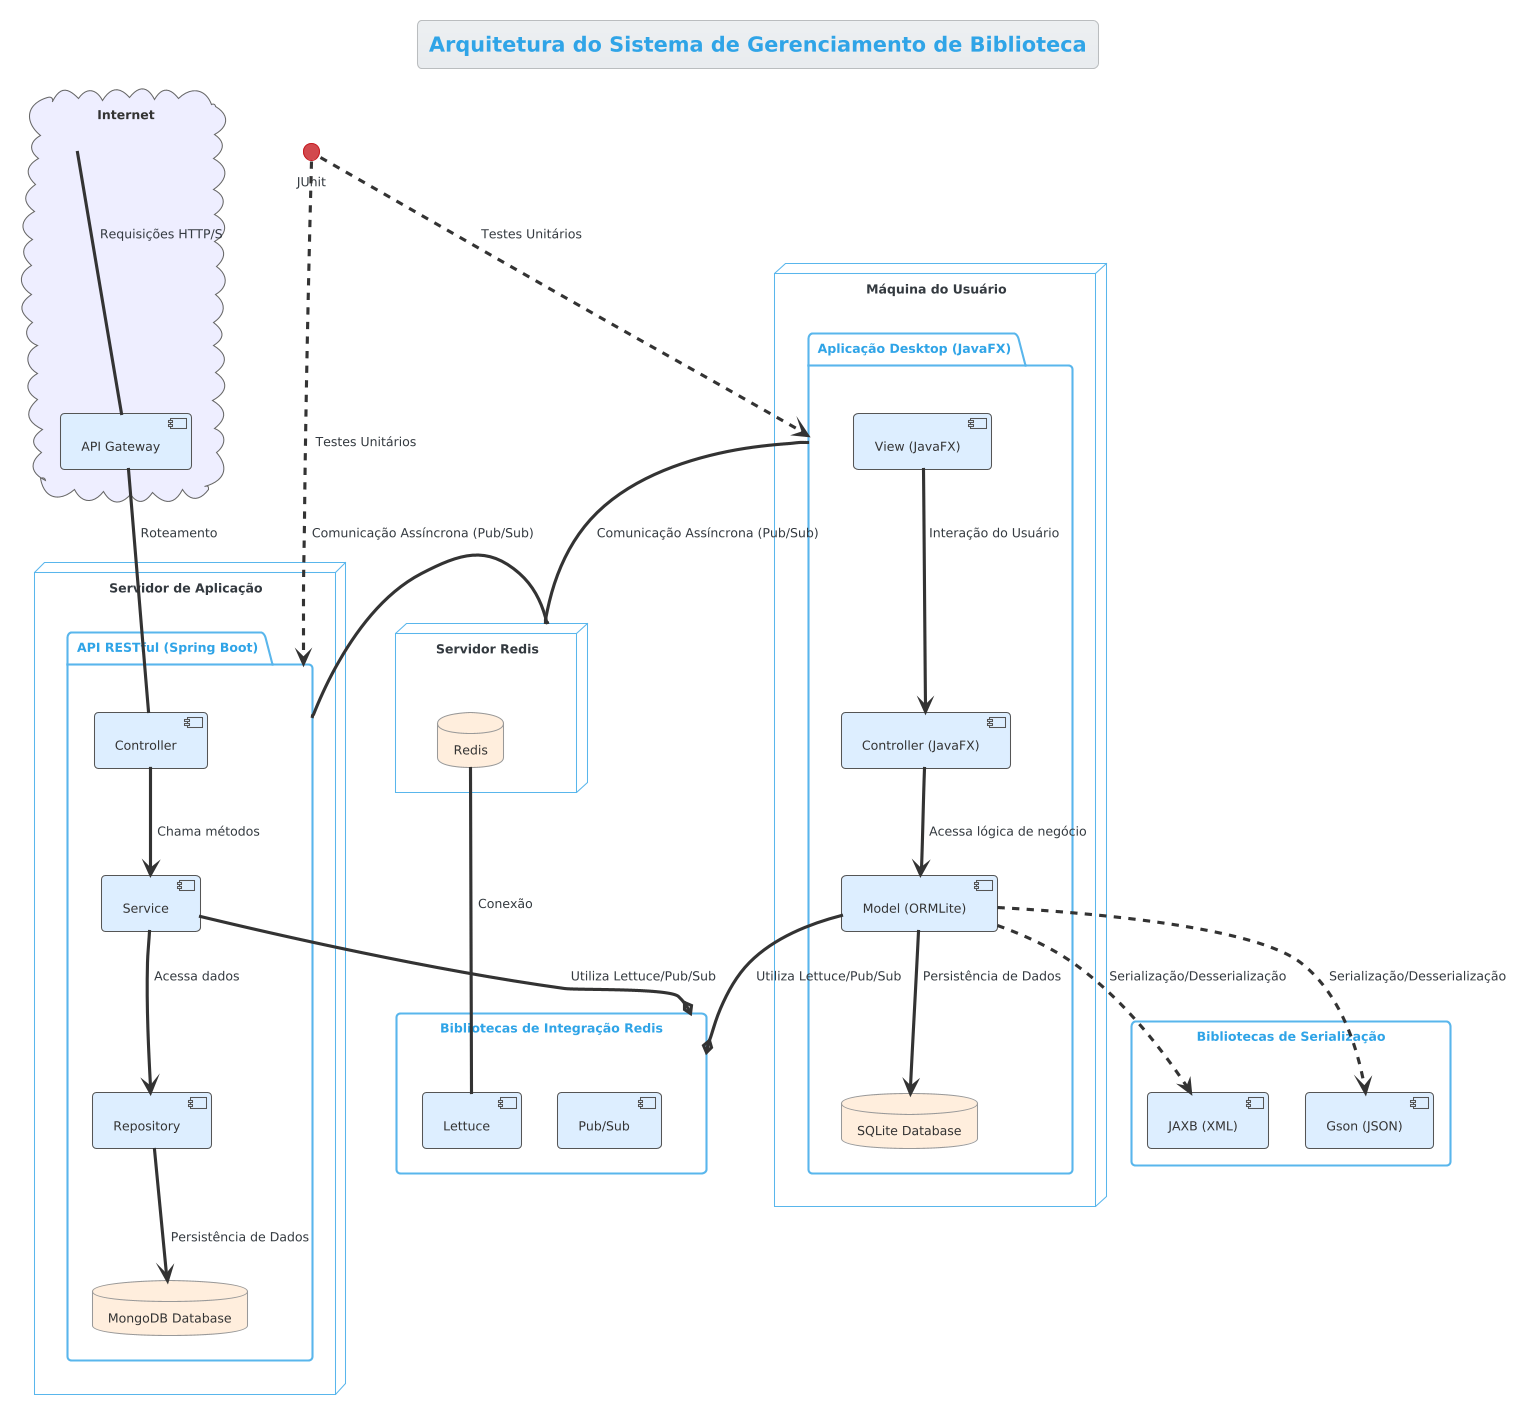 Arquitetura do Sistema de Gerenciamento de Biblioteca
Internet
JUnit
Requisições HTTP/S
Testes Unitários
Máquina do Usuário
Aplicação Desktop (JavaFX)
API Gateway
Testes Unitários
View (JavaFX)
Roteamento
Comunicação Assíncrona (Pub/Sub)
Comunicação Assíncrona (Pub/Sub)
Interação do Usuário
Servidor de Aplicação
API RESTful (Spring Boot)
Servidor Redis
Controller
Redis
Controller (JavaFX)
Chama métodos
Acessa lógica de negócio
Service
Conexão
Model (ORMLite)
Acessa dados
Utiliza Lettuce/Pub/Sub
Utiliza Lettuce/Pub/Sub
Persistência de Dados
Serialização/Desserialização
Serialização/Desserialização
Bibliotecas de Integração Redis
Bibliotecas de Serialização
Repository
Lettuce
Pub/Sub
SQLite Database
JAXB (XML)
Gson (JSON)
Persistência de Dados
MongoDB Database